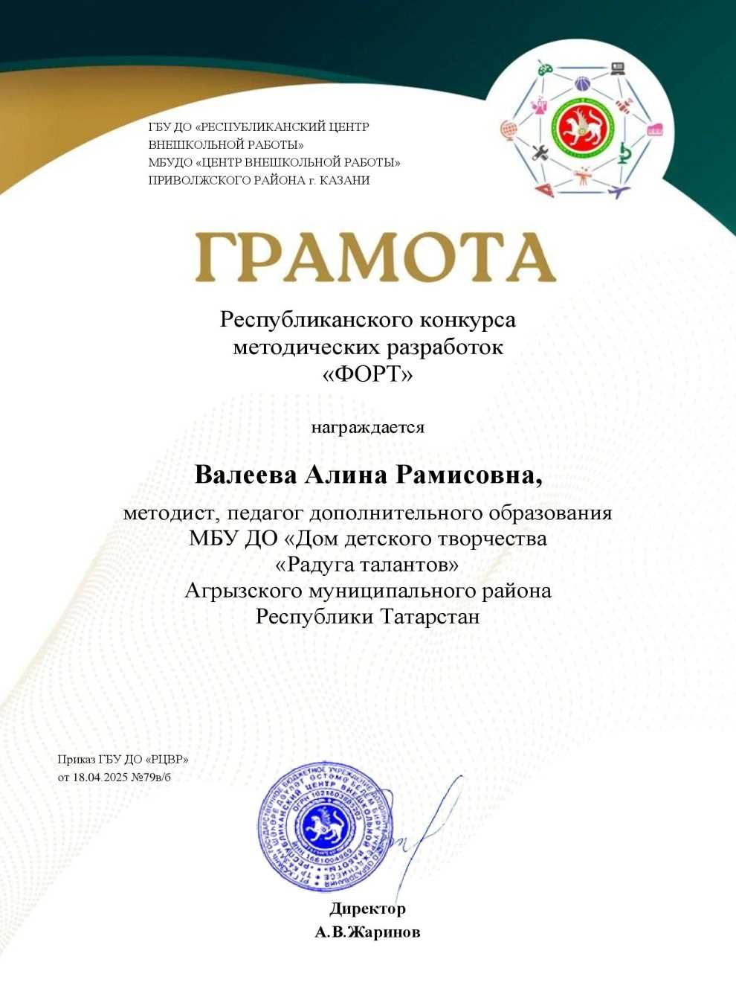 ГБУ ДО «РЕСПУБЛИКАНСКИЙ ЦЕНТР
ВНЕШКОЛЬНОЙ РАБОТЫ»
МБУДО «ЦЕНТР ВНЕШКОЛЬНОЙ РАБОТЫ»
ПРИВОЛЖСКОГО РАЙОНА г. КАЗАНИ
ГРАМОТА
Республиканского конкурса
методических разработок
«ФОРТ»
награждается
Валеева Алина Рамисовна,
методист, педагог дополнительного образования
МБУ ДО «Дом детского творчества
«Радуга талантов»
Агрызского муниципального района
Республики Татарстан
Приказ ГБУ ДО «РЦВР»
от 18.04.2025 №79в/б
Директор
А.В.Жаринов